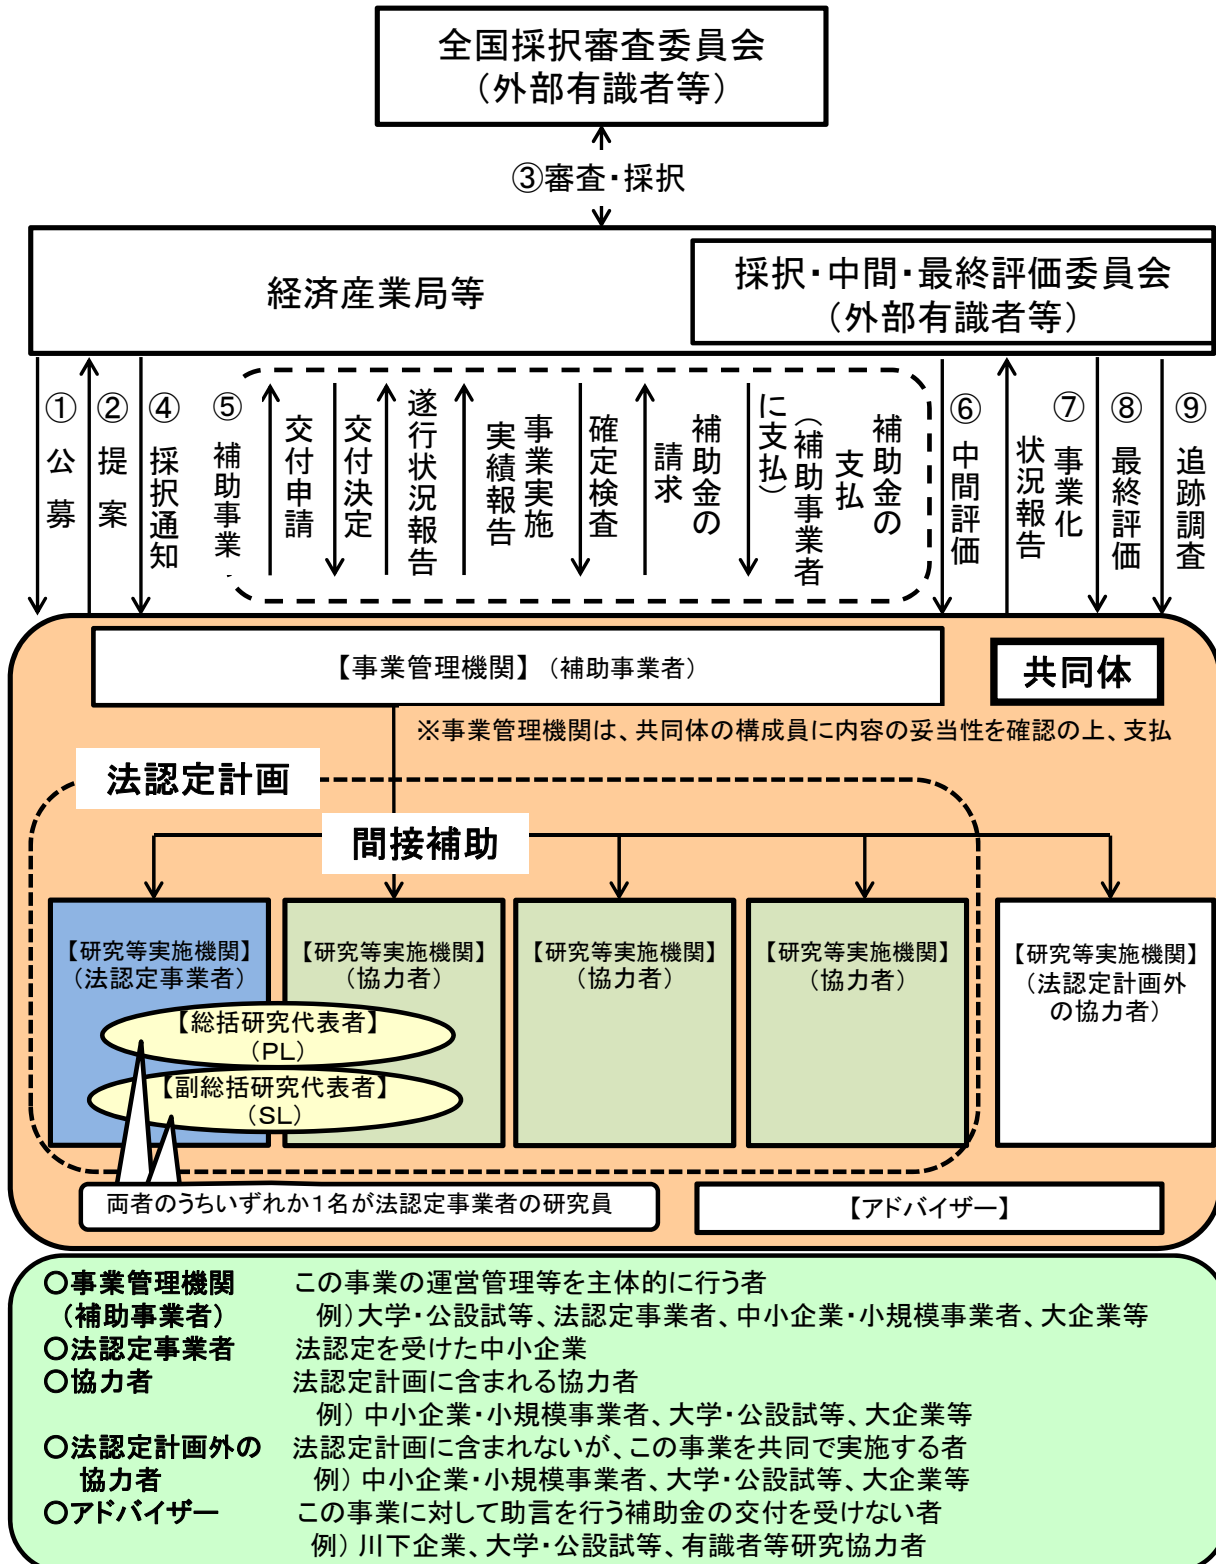 全国採択審査委員会
（外部有識者等）
③審査・採択
経済産業局等
採択・中間・最終評価委員会
（外部有識者等）
①公募
②提案
④採択通知
⑤補助事業
交付申請
交付決定
遂行状況報告
事業実施
実績報告
確定検査
補助金の
請求
補助金の
支払
（補助事業者
に支払）
⑥中間評価
⑦事業化
状況報告
⑧最終評価
⑨追跡調査
【事業管理機関】（補助事業者）
共同体
※事業管理機関は、共同体の構成員に内容の妥当性を確認の上、支払
法認定計画
間接補助
【研究等実施機関】
（法認定事業者）
【研究等実施機関】
（協力者）
【研究等実施機関】
（協力者）
【研究等実施機関】
（協力者）
【研究等実施機関】
（法認定計画外
の協力者）
【総括研究代表者】
（PL）
【副総括研究代表者】
（SL）
両者のうちいずれか１名が法認定事業者の研究員
【アドバイザー】
○事業管理機関 この事業の運営管理等を主体的に行う者
（補助事業者） 例）大学・公設試等、法認定事業者、中小企業・小規模事業者、大企業等
○法認定事業者 法認定を受けた中小企業
○協力者 法認定計画に含まれる協力者
例）中小企業・小規模事業者、大学・公設試等、大企業等
○法認定計画外の 法認定計画に含まれないが、この事業を共同で実施する者
協力者 例）中小企業・小規模事業者、大学・公設試等、大企業等
○アドバイザー この事業に対して助言を行う補助金の交付を受けない者
例）川下企業、大学・公設試等、有識者等研究協力者